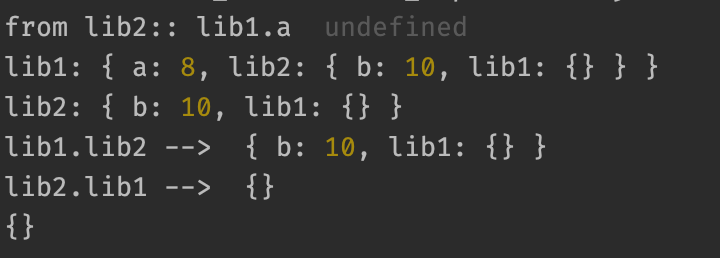 from lib2:: lib1.a  undefined
lib1: { a: 8, lib2: { b: 10, lib1: {} } }
lib2: { b: 10, lib1: {} }
lib1.lib2 -->  { b: 10, lib1: {} }
lib2.lib1 -->  {}
{}